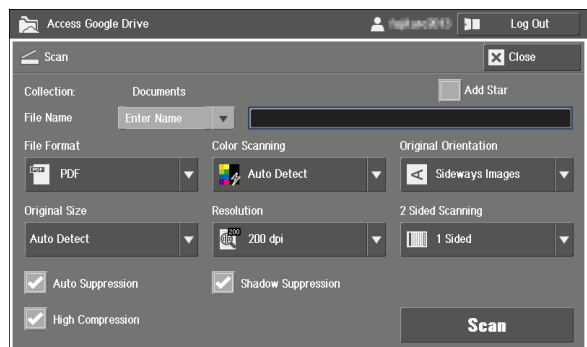 Access Google Drive Log Out
Scan Close
Collection: Documents Add Star
File Name Enter Name
File Format Color Scanning Original Orientation
PDF Auto Detect Sideways Images
Original Size Resolution 2 Sided Scanning
Auto Detect 200 200 dpi 1 Sided
Auto Suppression Shadow Suppression
High Compression Scan